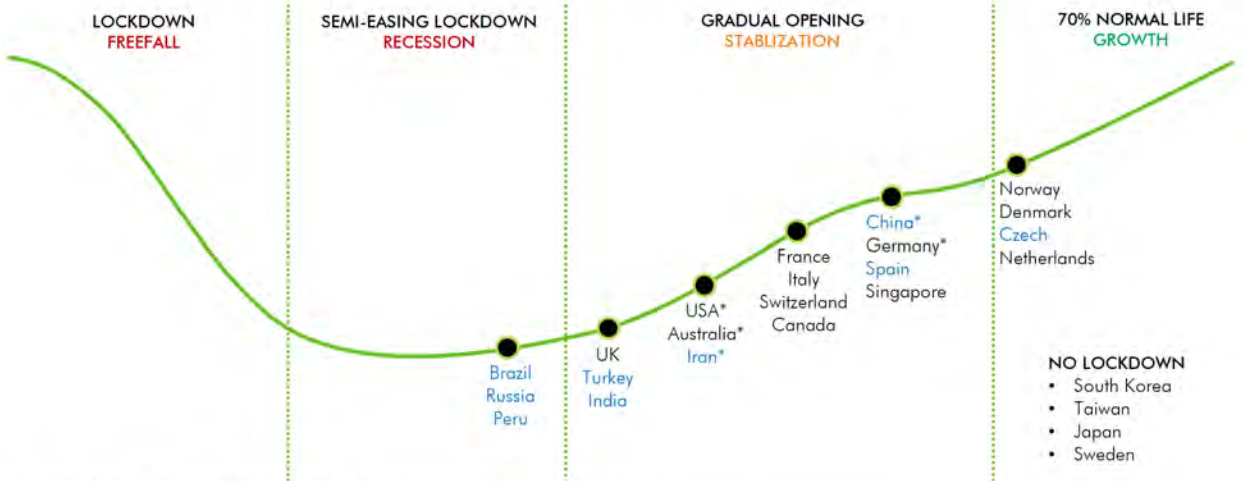 LOCKDOWN
FREEFALL
SEMI-EASING LOCKDOWN
RECESSION
GRADUAL OPENING
STABLIZATION
70% NORMAL LIFE
GROWTH
Brazil
Russia
Peru
UK
Turkey
India
USA*
Australia*
Iran*
France
Italy
Switzerland
Canada
China*
Germany*
Spain
Singapore
Norway
Denmark
Czech
Netherlands
NO LOCKDOWN
• South Korea
• Taiwan
• Japan
• Sweden